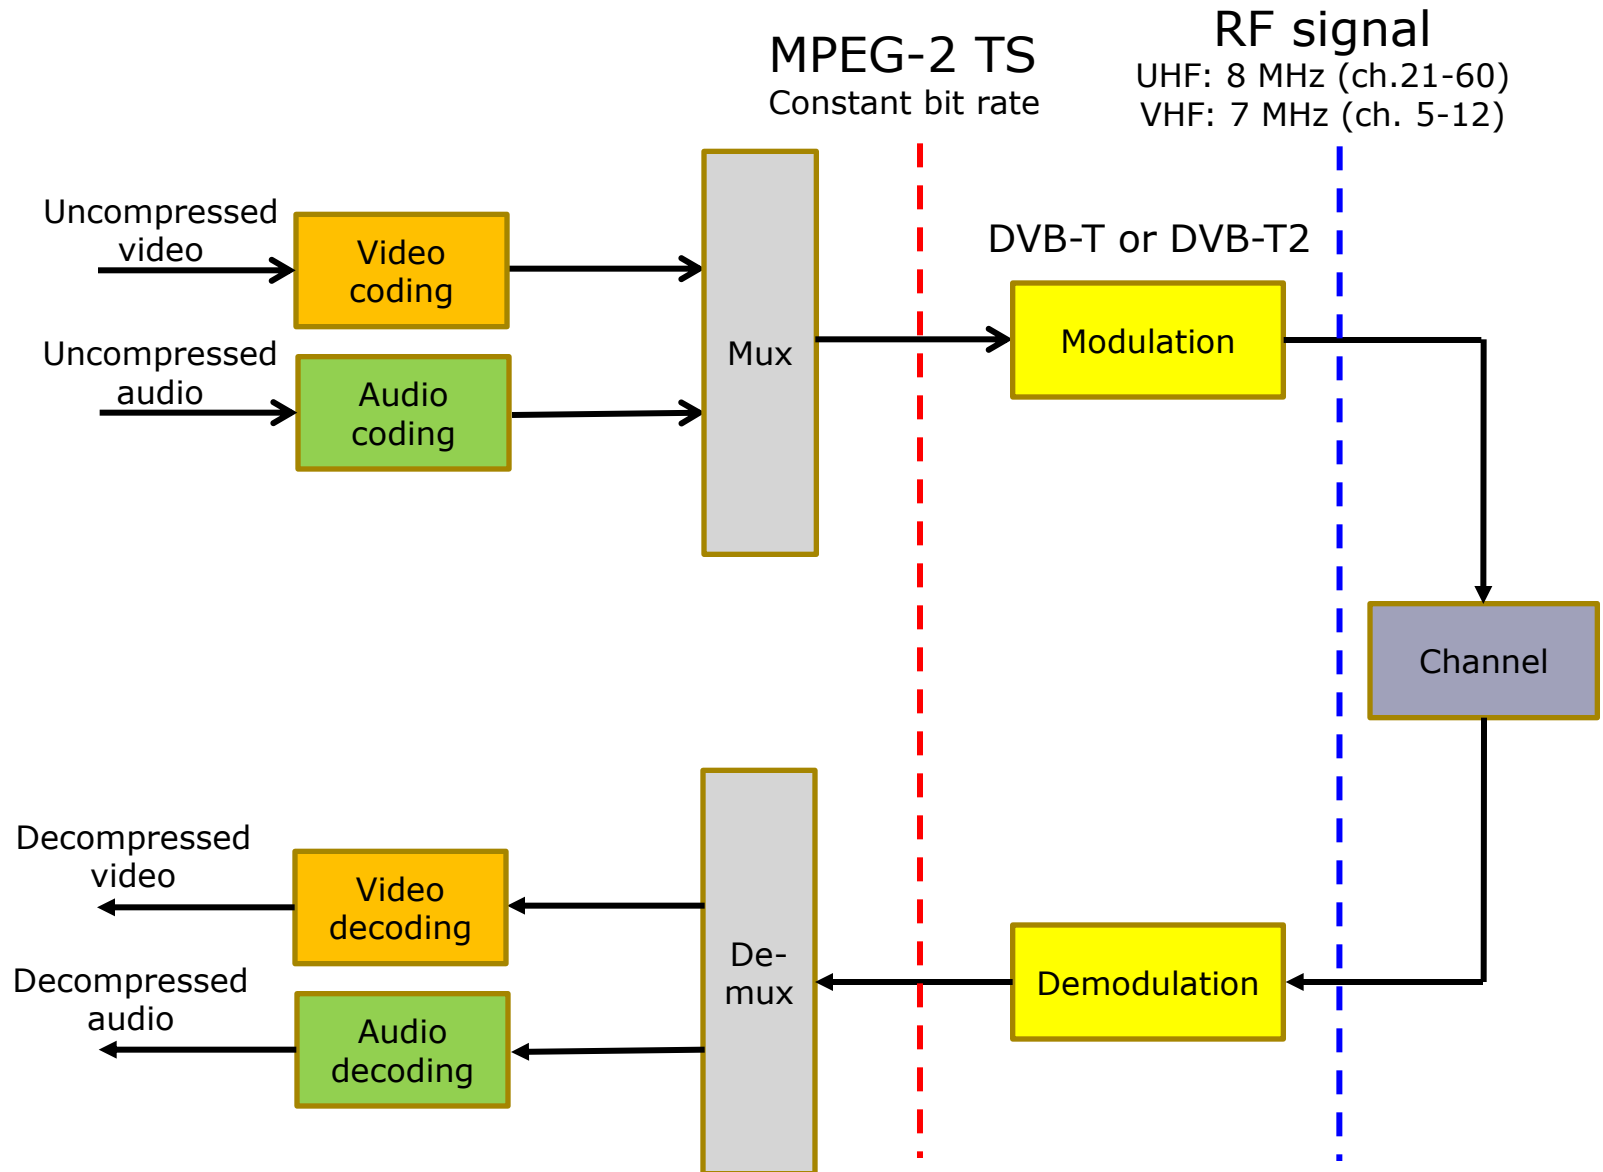 MPEG-2 TS
Constant bit rate
RF signal
UHF: 8 MHz (ch.21-60)
VHF: 7 MHz (ch. 5-12)
Uncompressed
video
Video
coding
Uncompressed
audio
Audio
coding
Mux
DVB-T or DVB-T2
Modulation
Channel
Decompressed
video
Video
decoding
Decompressed
audio
Audio
decoding
De-
mux
Demodulation